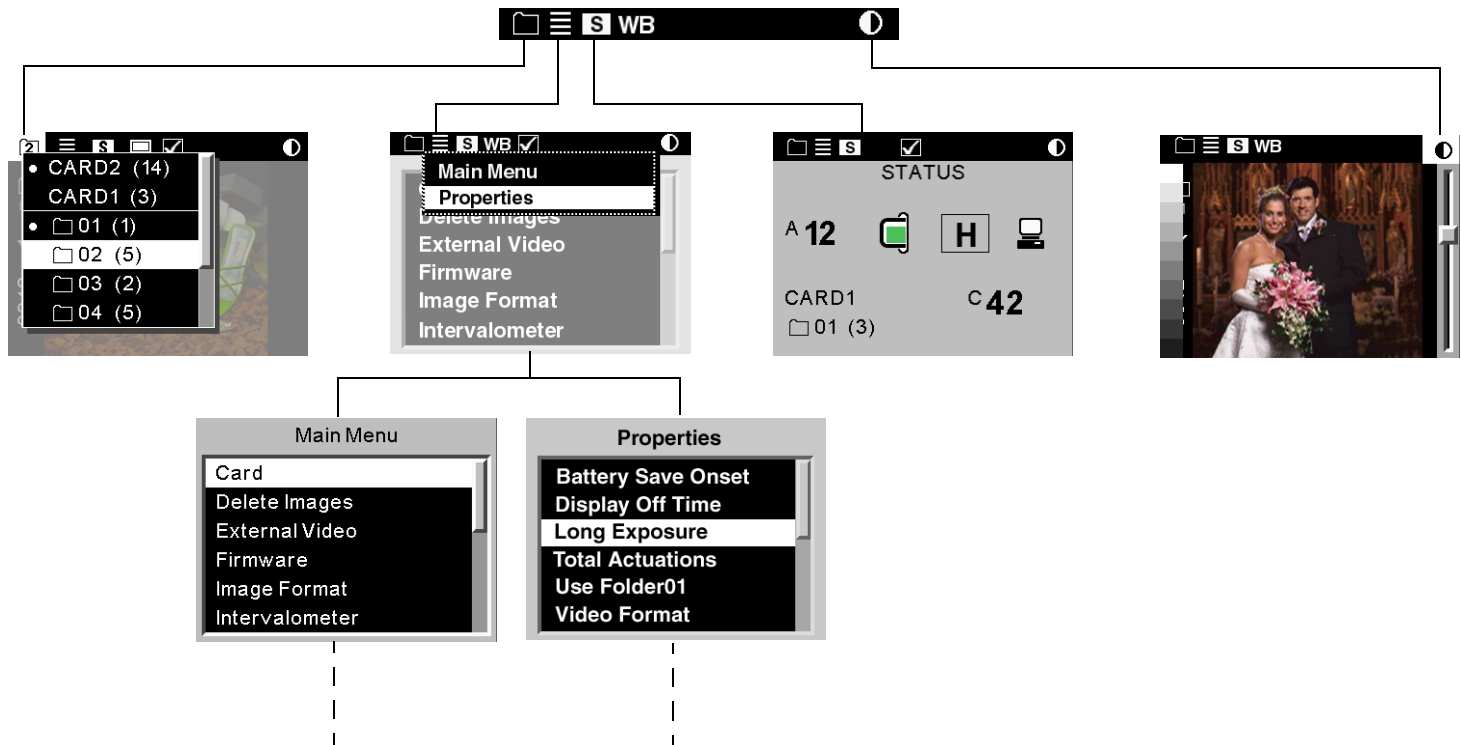 S WB
2 S
CARD2 (14)
CARD1 (3)
01 (1)
02 (5)
03 (2)
04 (5)
S WB
Main Menu
Properties
Delete Images
External Video
Firmware
Image Format
Intervalometer
S
STATUS
A 12
H
CARD1
C 42
01 (3)
S WB
Main Menu
Card
Delete Images
External Video
Firmware
Image Format
Intervalometer
Properties
Battery Save Onset
Display Off Time
Long Exposure
Total Actuations
Use Folder01
Video Format